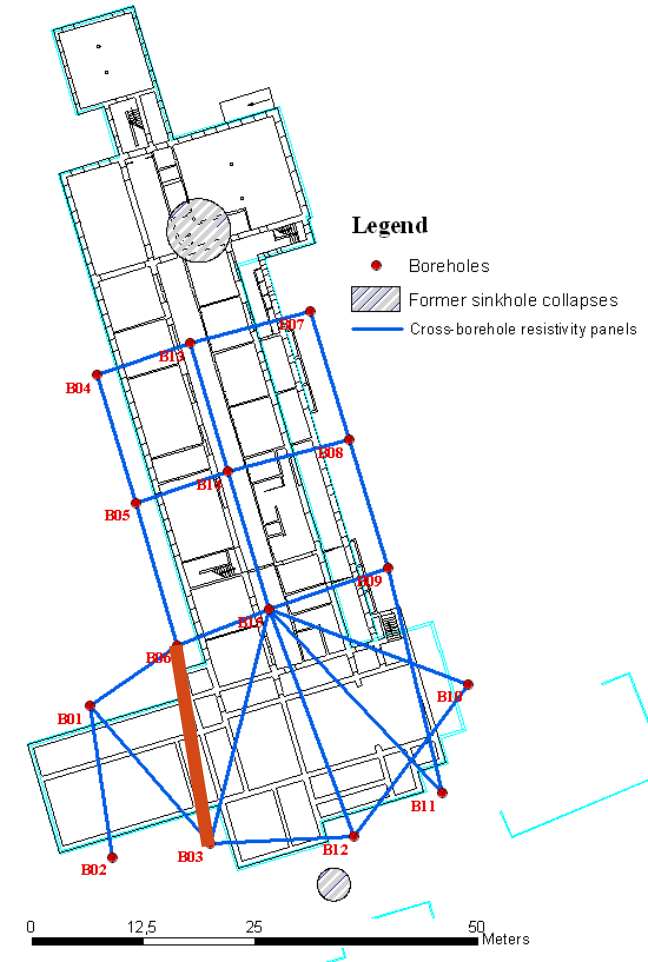 Legend
Boreholes
Former sinkhole collapses
Cross-borehole resistivity panels
B07
B13
B04
B08
B14
B05
B09
B15
B06
B10
B01
B11
B12
B03
B02
0 12,5 25 50
Meters